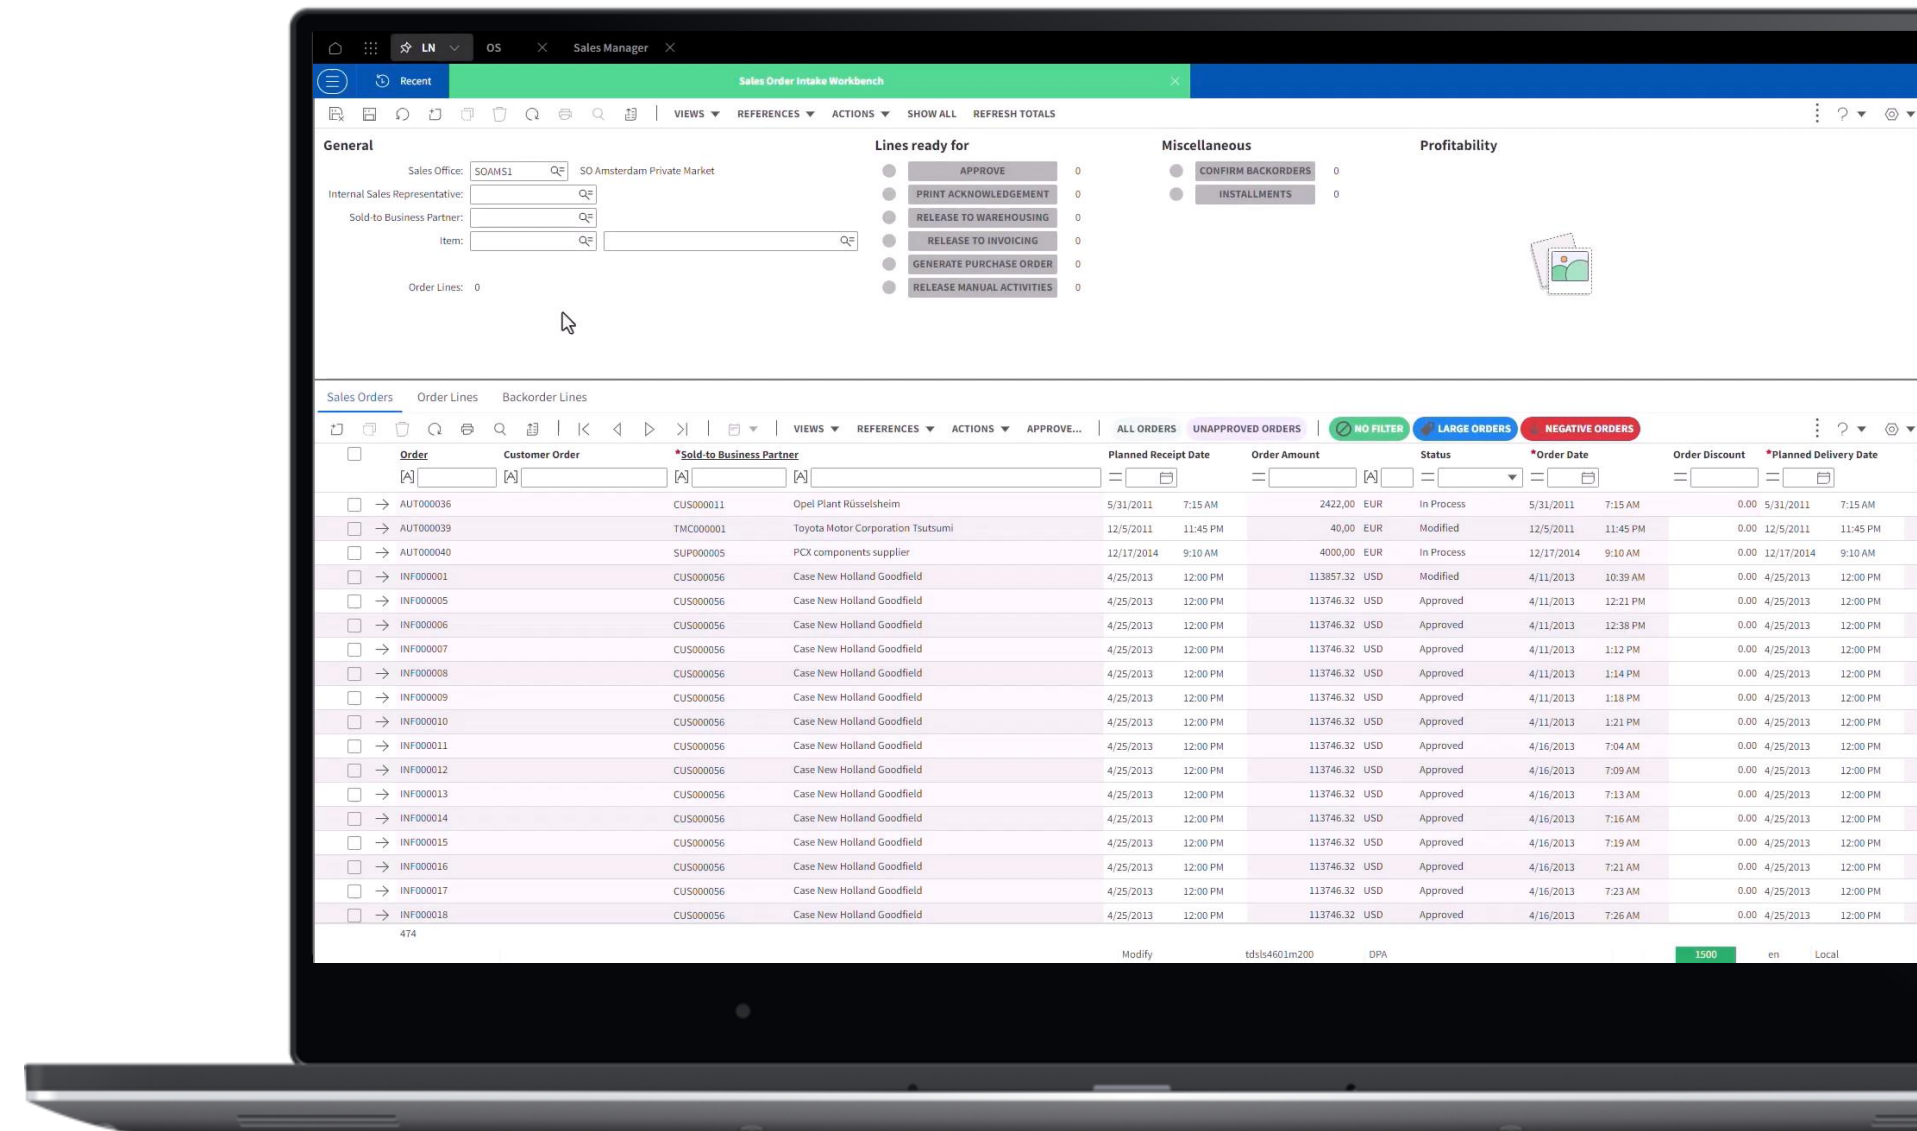 LN OS Sales Manager
Recent Sales Order Intake Workbench
VIEWS REFERENCES ACTIONS SHOW ALL REFRESH TOTALS
General Lines ready for Miscellaneous Profitability
Sales Office: SOAMS1 SO Amsterdam Private Market APPROVE 0 CONFIRM BACKORDERS 0
Internal Sales Representative: PRINT ACKNOWLEDGEMENT 0 INSTALLMENTS 0
Sold-to Business Partner: RELEASE TO WAREHOUSING 0
Item: RELEASE TO INVOICING 0
GENERATE PURCHASE ORDER 0
Order Lines: 0 RELEASE MANUAL ACTIVITIES 0
Sales Orders Order Lines Backorder Lines
VIEWS REFERENCES ACTIONS APPROVE... ALL ORDERS UNAPPROVED ORDERS NO FILTER LARGE ORDERS NEGATIVE ORDERS
Order Customer Order *Sold-to Business Partner Planned Receipt Date Order Amount Status *Order Date Order Discount *Planned Delivery Date
[A] [A] [A] [A] = = [A] = = = =
AUT000036 CUS000011 Opel Plant Rüsselsheim 5/31/2011 7:15 AM 2422,00 EUR In Process 5/31/2011 7:15 AM 0.00 5/31/2011 7:15 AM
AUT000039 TMC000001 Toyota Motor Corporation Tsutsumi 12/5/2011 11:45 PM 40,00 EUR Modified 12/5/2011 11:45 PM 0.00 12/5/2011 11:45 PM
AUT000040 SUP000005 PCX components supplier 12/17/2014 9:10 AM 4000,00 EUR In Process 12/17/2014 9:10 AM 0.00 12/17/2014 9:10 AM
INF000001 CUS000056 Case New Holland Goodfield 4/25/2013 12:00 PM 113857.32 USD Modified 4/11/2013 10:39 AM 0.00 4/25/2013 12:00 PM
INF000005 CUS000056 Case New Holland Goodfield 4/25/2013 12:00 PM 113746.32 USD Approved 4/11/2013 12:21 PM 0.00 4/25/2013 12:00 PM
INF000006 CUS000056 Case New Holland Goodfield 4/25/2013 12:00 PM 113746.32 USD Approved 4/11/2013 12:38 PM 0.00 4/25/2013 12:00 PM
INF000007 CUS000056 Case New Holland Goodfield 4/25/2013 12:00 PM 113746.32 USD Approved 4/11/2013 1:12 PM 0.00 4/25/2013 12:00 PM
INF000008 CUS000056 Case New Holland Goodfield 4/25/2013 12:00 PM 113746.32 USD Approved 4/11/2013 1:14 PM 0.00 4/25/2013 12:00 PM
INF000009 CUS000056 Case New Holland Goodfield 4/25/2013 12:00 PM 113746.32 USD Approved 4/11/2013 1:18 PM 0.00 4/25/2013 12:00 PM
INF000010 CUS000056 Case New Holland Goodfield 4/25/2013 12:00 PM 113746.32 USD Approved 4/11/2013 1:21 PM 0.00 4/25/2013 12:00 PM
INF000011 CUS000056 Case New Holland Goodfield 4/25/2013 12:00 PM 113746.32 USD Approved 4/16/2013 7:04 AM 0.00 4/25/2013 12:00 PM
INF000012 CUS000056 Case New Holland Goodfield 4/25/2013 12:00 PM 113746.32 USD Approved 4/16/2013 7:09 AM 0.00 4/25/2013 12:00 PM
INF000013 CUS000056 Case New Holland Goodfield 4/25/2013 12:00 PM 113746.32 USD Approved 4/16/2013 7:13 AM 0.00 4/25/2013 12:00 PM
INF000014 CUS000056 Case New Holland Goodfield 4/25/2013 12:00 PM 113746.32 USD Approved 4/16/2013 7:16 AM 0.00 4/25/2013 12:00 PM
INF000015 CUS000056 Case New Holland Goodfield 4/25/2013 12:00 PM 113746.32 USD Approved 4/16/2013 7:19 AM 0.00 4/25/2013 12:00 PM
INF000016 CUS000056 Case New Holland Goodfield 4/25/2013 12:00 PM 113746.32 USD Approved 4/16/2013 7:21 AM 0.00 4/25/2013 12:00 PM
INF000017 CUS000056 Case New Holland Goodfield 4/25/2013 12:00 PM 113746.32 USD Approved 4/16/2013 7:23 AM 0.00 4/25/2013 12:00 PM
INF000018 CUS000056 Case New Holland Goodfield 4/25/2013 12:00 PM 113746.32 USD Approved 4/16/2013 7:26 AM 0.00 4/25/2013 12:00 PM
474
Modify tdsls4601m200 DPA 1500 en Local